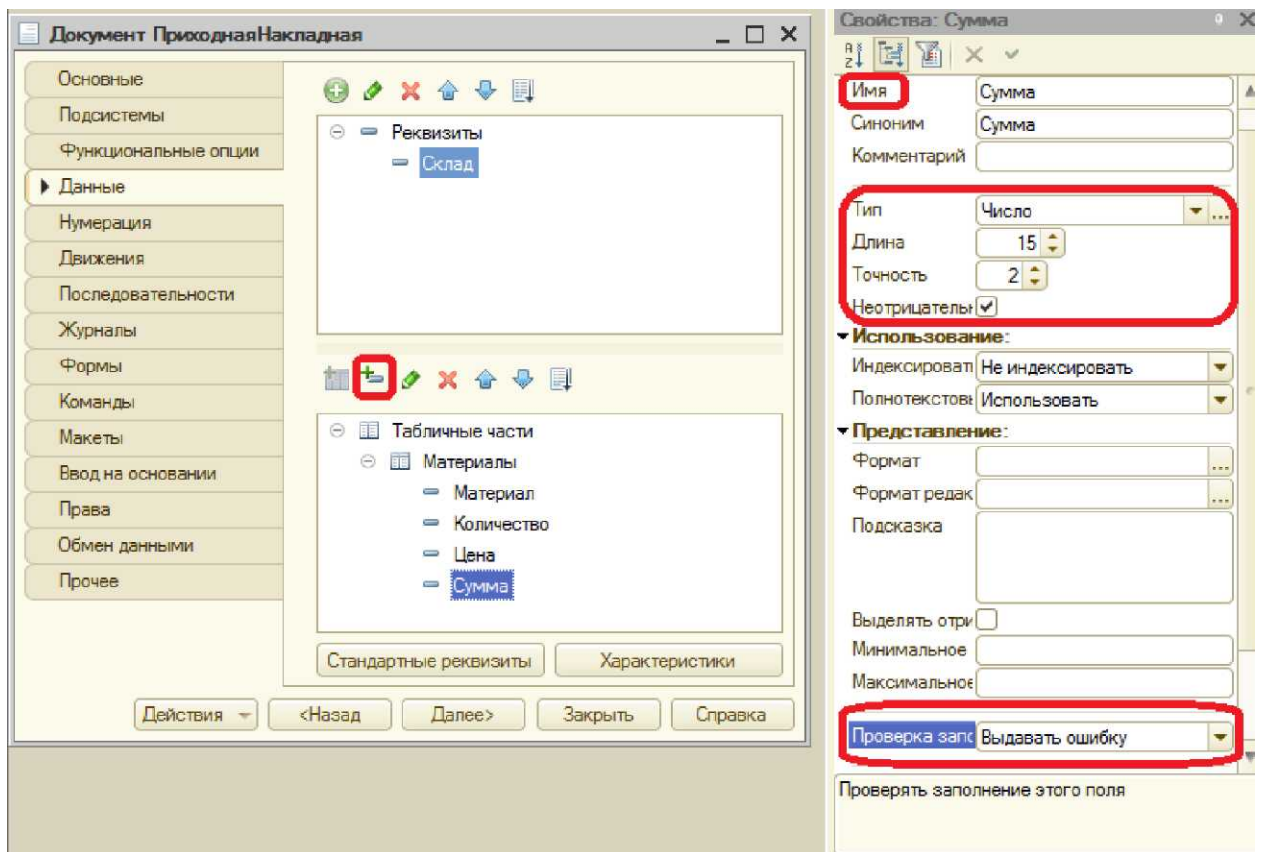 Документ ПриходнаяНакладная
Основные
Подсистемы
Функциональные опции
Данные
Нумерация
Движения
Последовательности
Журналы
Формы
Команды
Макеты
Ввод на основании
Права
Обмен данными
Прочее
Реквизиты
Склад
Табличные части
Материалы
Материал
Количество
Цена
Сумма
Стандартные реквизиты
Характеристики
Действия
<Назад
Далее>
Закрыть
Справка
Свойства: Сумма
Имя Сумма
Синоним Сумма
Комментарий
Тип Число ...
Длина 15
Точность 2
Неотрицательн
Использование:
Индексироват Не индексировать
Полнотекстовы Использовать
Представление:
Формат ...
Формат редак ...
Подсказка
Выделять отри
Минимальное
Максимальное
Проверка запо Выдавать ошибку
Проверять заполнение этого поля